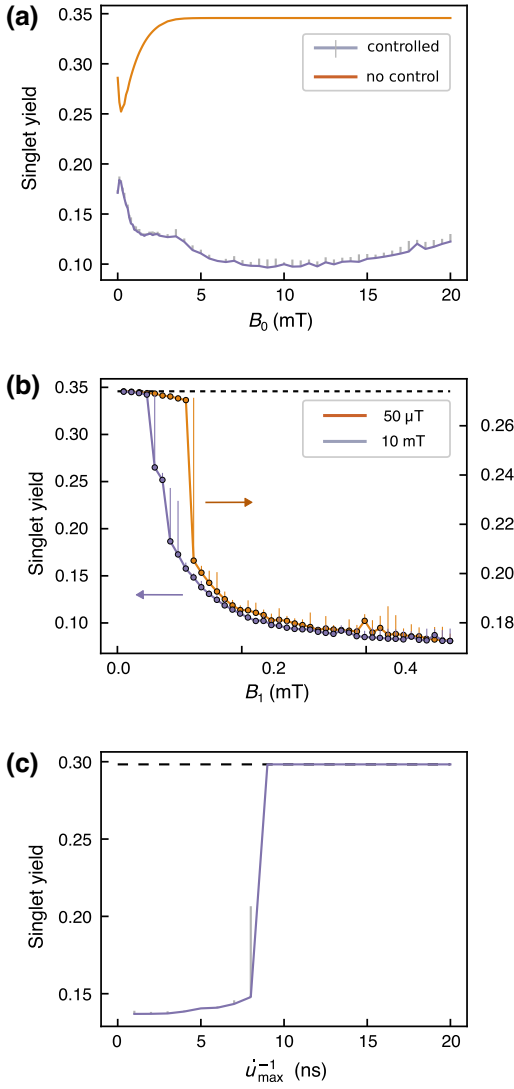 (a)
0.35
0.30
0.25
0.20
0.15
0.10
Singlet yield
controlled
no control
0 5 10 15 20
B0 (mT)
(b)
0.35
0.30
0.25
0.20
0.15
0.10
Singlet yield
50 μT
10 mT
0.26
0.24
0.22
0.20
0.18
0.0 0.2 0.4
B1 (mT)
(c)
0.30
0.25
0.20
0.15
Singlet yield
0 5 10 15 20
u̇max−1 (ns)